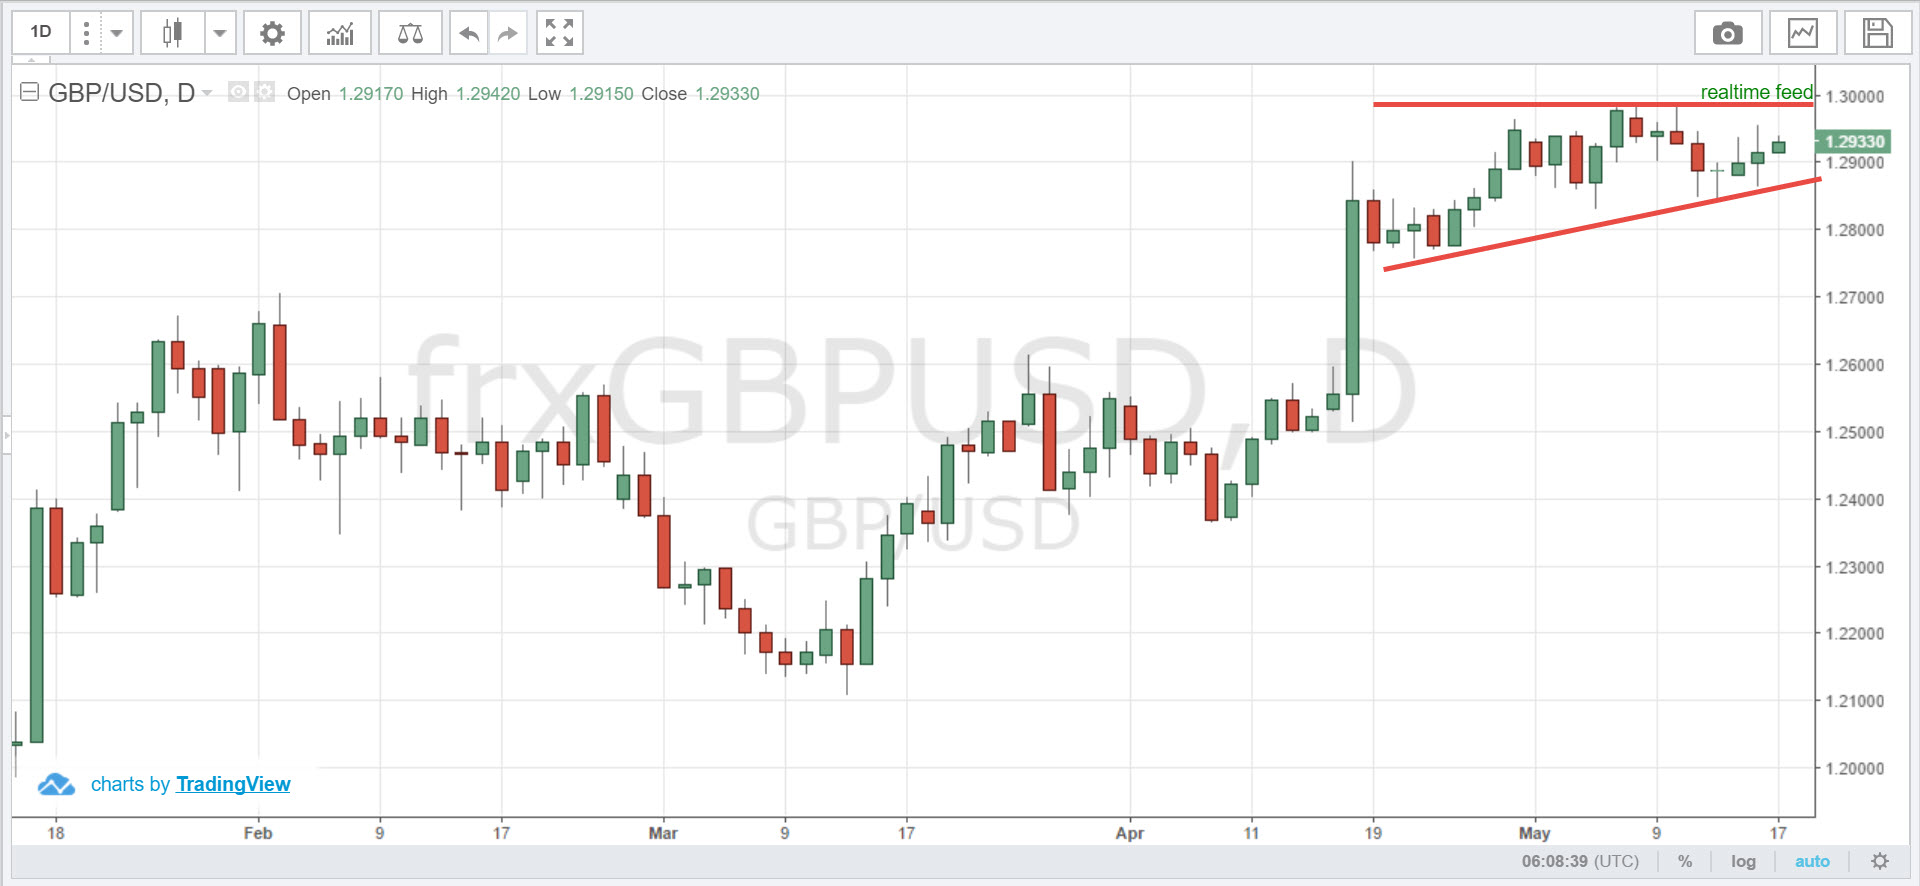 1D
GBP/USD, D Open 1.29170 High 1.29420 Low 1.29150 Close 1.29330
realtime feed
1.30000
1.29330
1.29000
1.28000
1.27000
1.26000
1.25000
1.24000
1.23000
1.22000
1.21000
1.20000
frxGBPUSD, D
GBP/USD
charts by TradingView
18 Feb 9 17 Mar 9 17 Apr 11 19 May 9 17
06:08:39 (UTC) % log auto